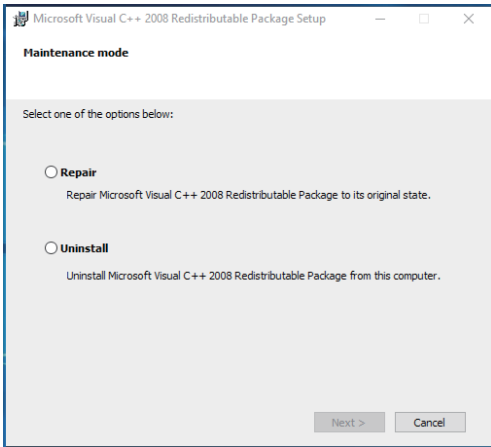 Microsoft Visual C++ 2008 Redistributable Package Setup
Maintenance mode
Select one of the options below:
Repair
Repair Microsoft Visual C++ 2008 Redistributable Package to its original state.
Uninstall
Uninstall Microsoft Visual C++ 2008 Redistributable Package from this computer.
Next > Cancel